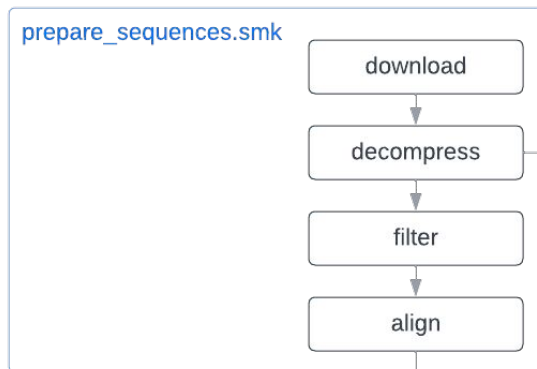 prepare_sequences.smk
download
decompress
filter
align